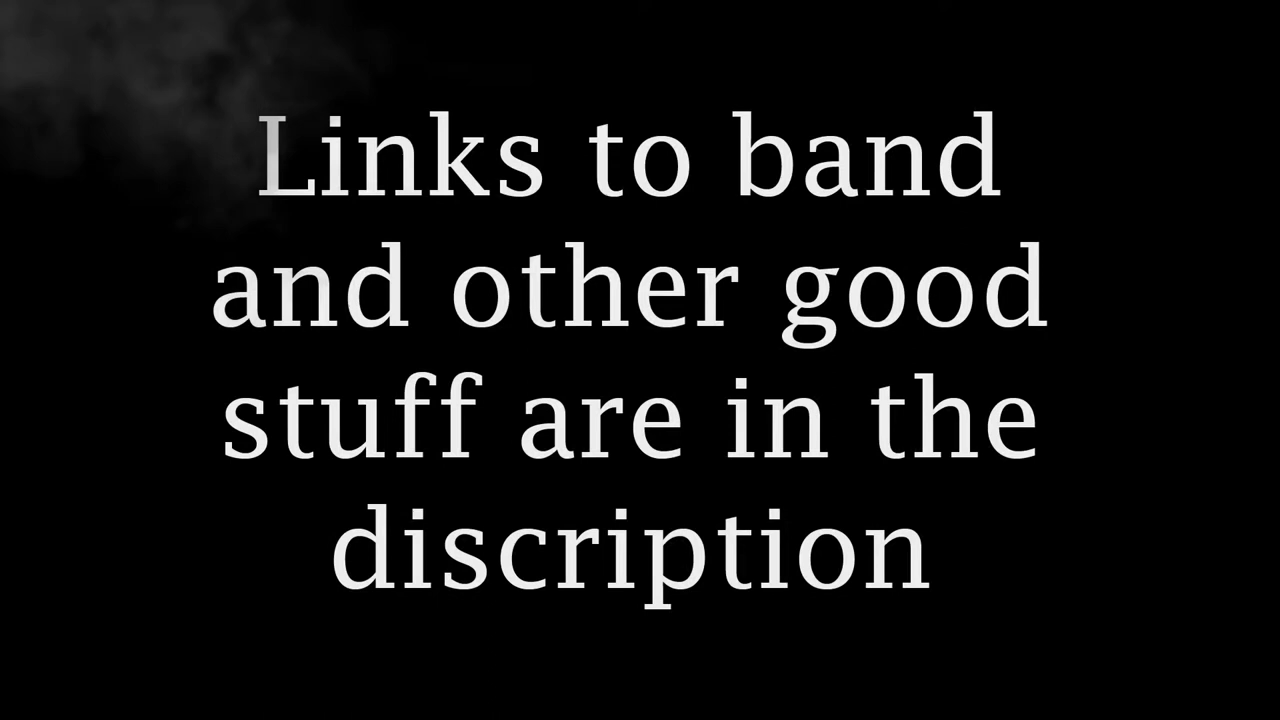 Links to band
and other good
stuff are in the
discription